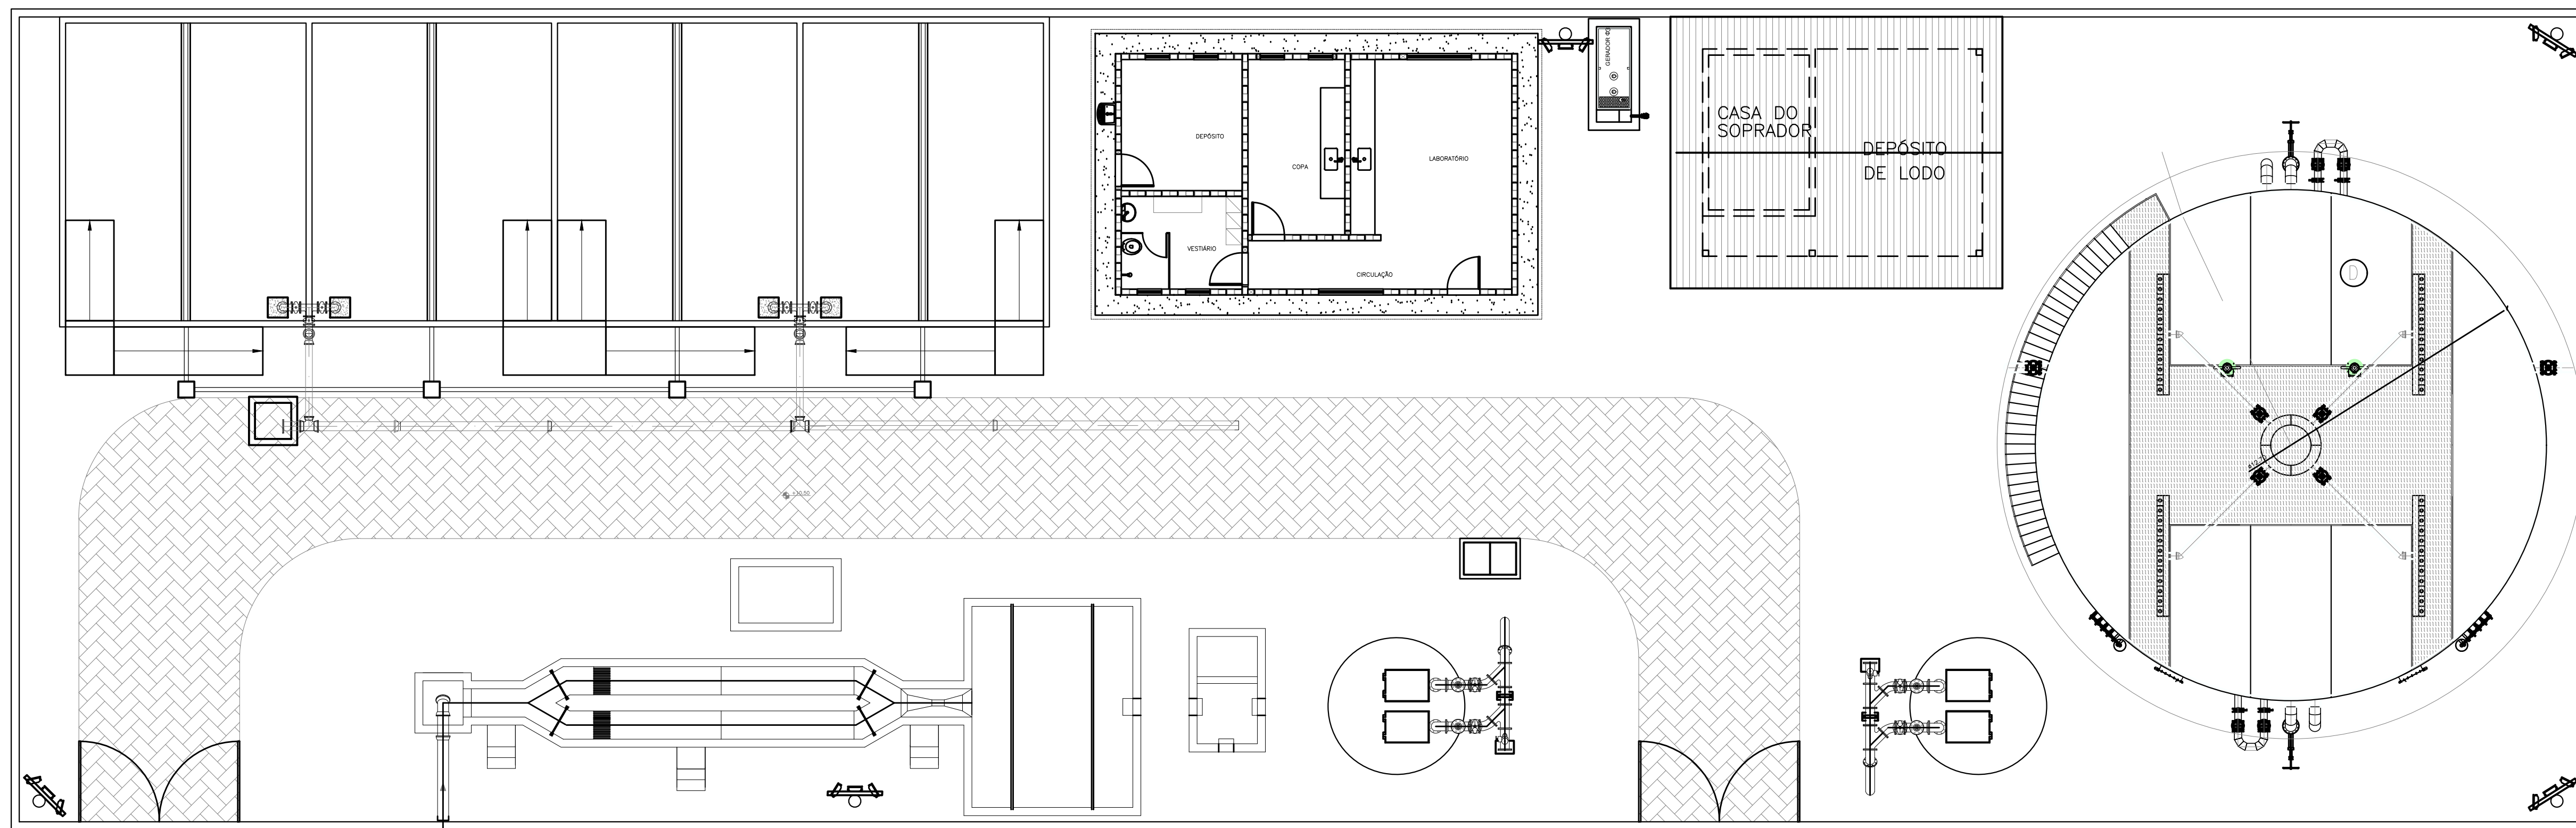 GERADOR
CASA DO
SOPRADOR
DEPÓSITO
DE LODO
DEPÓSITO
COPA
LABORATÓRIO
VESTIÁRIO
CIRCULAÇÃO
D